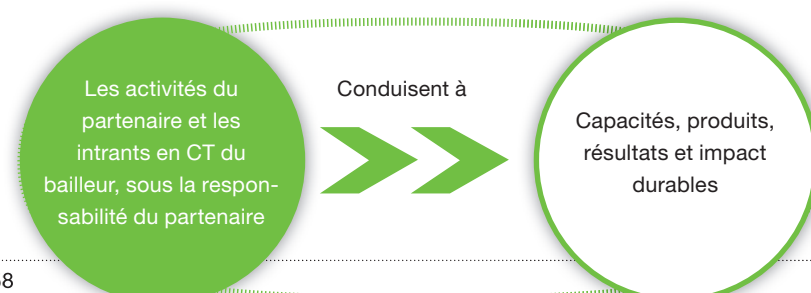 Les activités du
partenaire et les
intrants en CT du
bailleur, sous la respon-
sabilité du partenaire
Conduisent à
Capacités, produits,
résultats et impact
durables
8